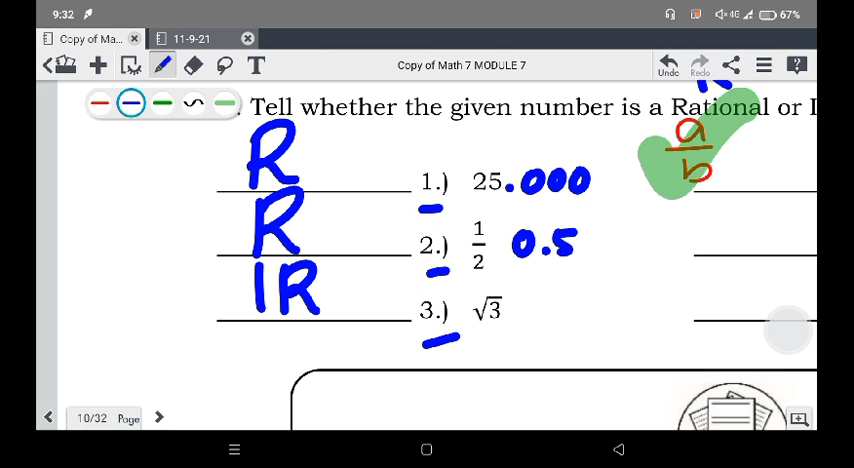 9:32 4G 67%
Copy of Ma... 11-9-21
T Copy of Math 7 MODULE 7 Undo Redo
. Tell whether the given number is a Rational or I
a/b
R 1.) 25.000
R 2.) 1/2 0.5
IR 3.) √3
10/32 Page